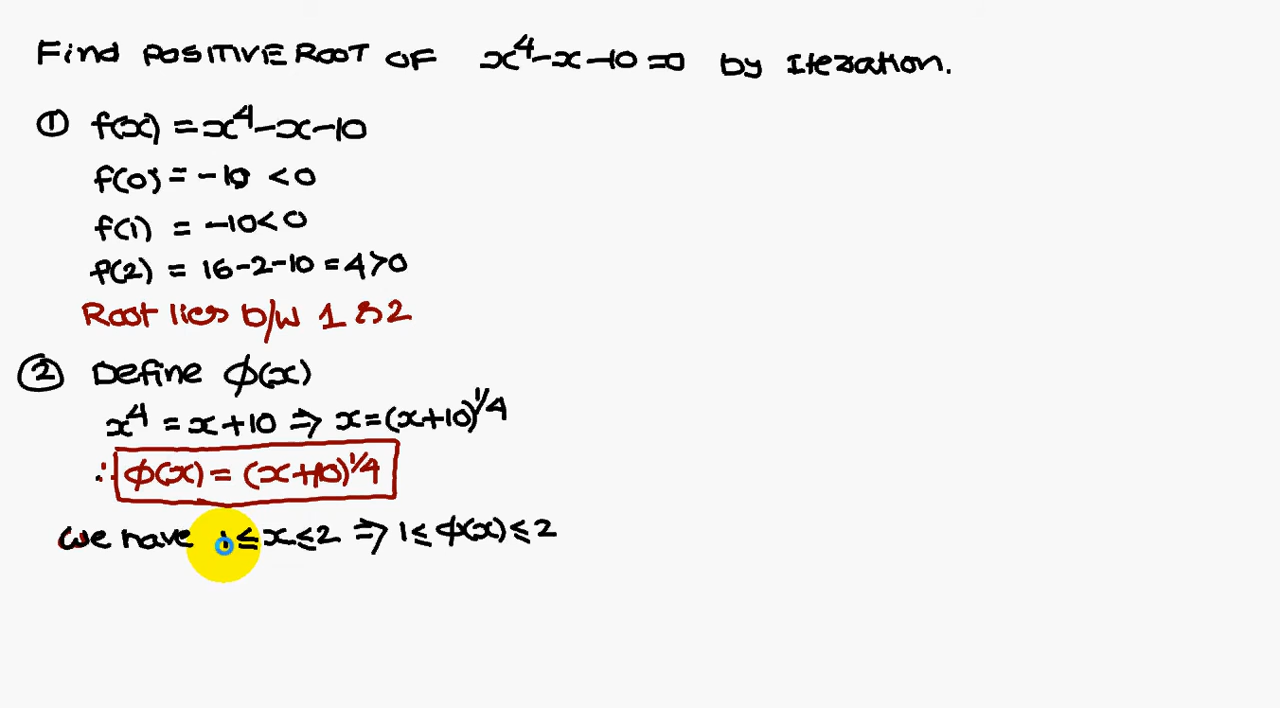 Find POSITIVE ROOT OF x⁴-x-10=0 by Iteration.
① f(x) = x⁴-x-10
f(0) = -10 <0
f(1) = -10<0
f(2) = 16-2-10 = 4>0
Root lies b/w 1 & 2
② Define ϕ(x)
x⁴ = x+10 ⇒ x=(x+10)^1/4
∴ ϕ(x) = (x+10)^1/4
we have 1≤x≤2 ⇒ 1≤ϕ(x)≤2